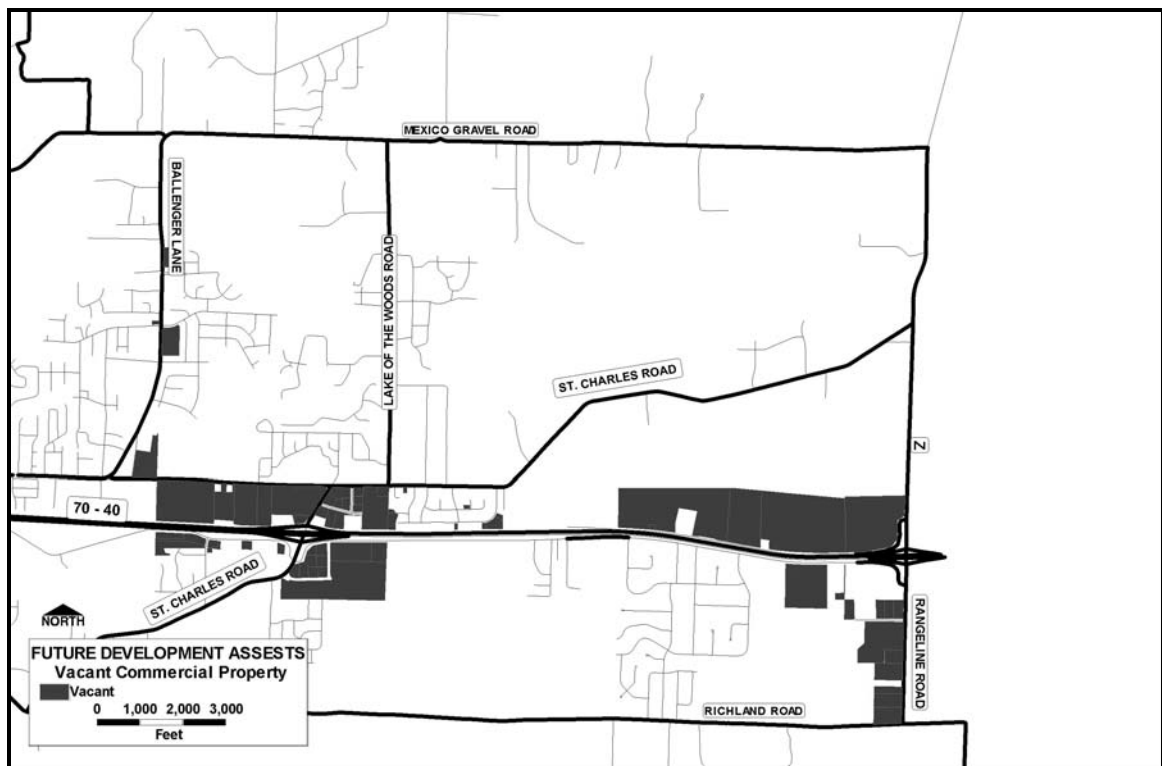 MEXICO GRAVEL ROAD
BALLENGER LANE
LAKE OF THE WOODS ROAD
ST. CHARLES ROAD
Z
70 - 40
ST. CHARLES ROAD
RANGELINE ROAD
RICHLAND ROAD
NORTH
FUTURE DEVELOPMENT ASSESTS
Vacant Commercial Property
Vacant
0 1,000 2,000 3,000
Feet